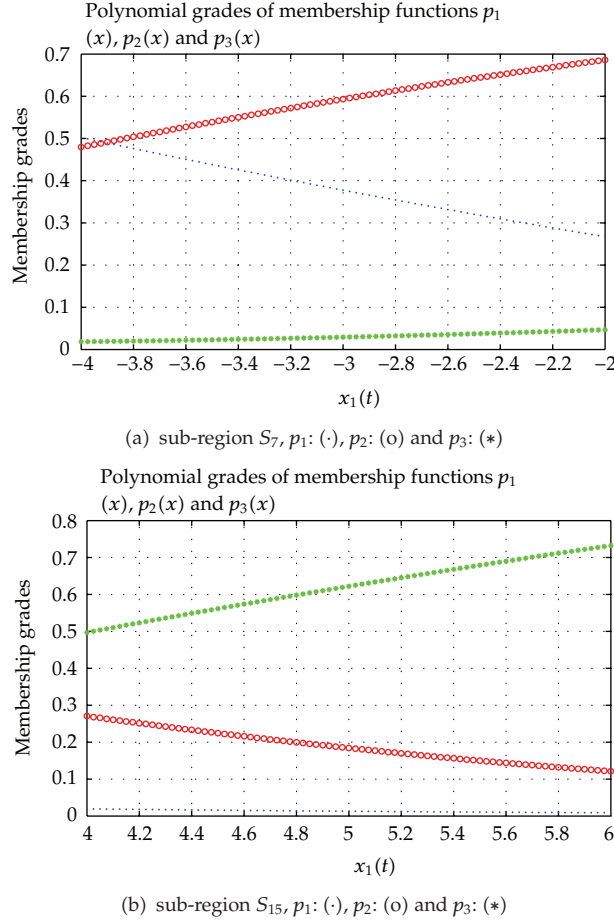 Polynomial grades of membership functions p₁
(x), p₂(x) and p₃(x)
0.7
0.6
0.5
0.4
0.3
0.2
0.1
0
Membership grades
−4 −3.8 −3.6 −3.4 −3.2 −3 −2.8 −2.6 −2.4 −2.2 −2
x₁(t)
(a) sub-region S₇, p₁: (·), p₂: (o) and p₃: (∗)
Polynomial grades of membership functions p₁
(x), p₂(x) and p₃(x)
0.8
0.7
0.6
0.5
0.4
0.3
0.2
0.1
0
Membership grades
4 4.2 4.4 4.6 4.8 5 5.2 5.4 5.6 5.8 6
x₁(t)
(b) sub-region S₁₅, p₁: (·), p₂: (o) and p₃: (∗)